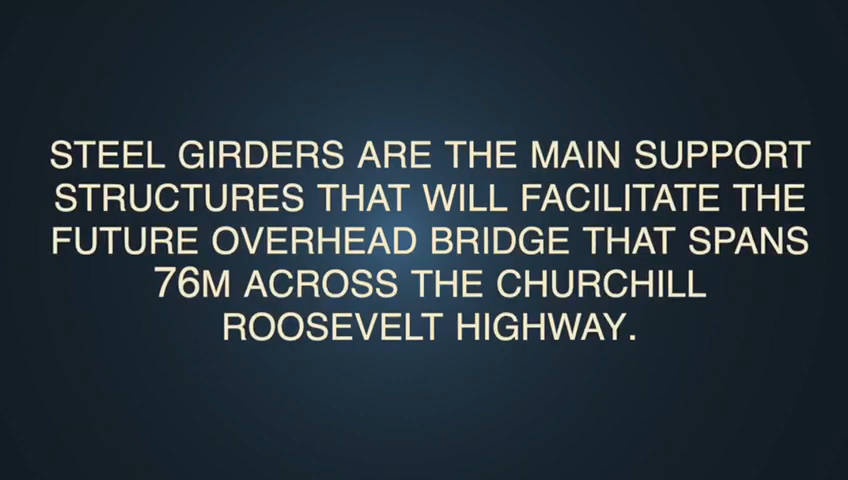 STEEL GIRDERS ARE THE MAIN SUPPORT
STRUCTURES THAT WILL FACILITATE THE
FUTURE OVERHEAD BRIDGE THAT SPANS
76M ACROSS THE CHURCHILL
ROOSEVELT HIGHWAY.